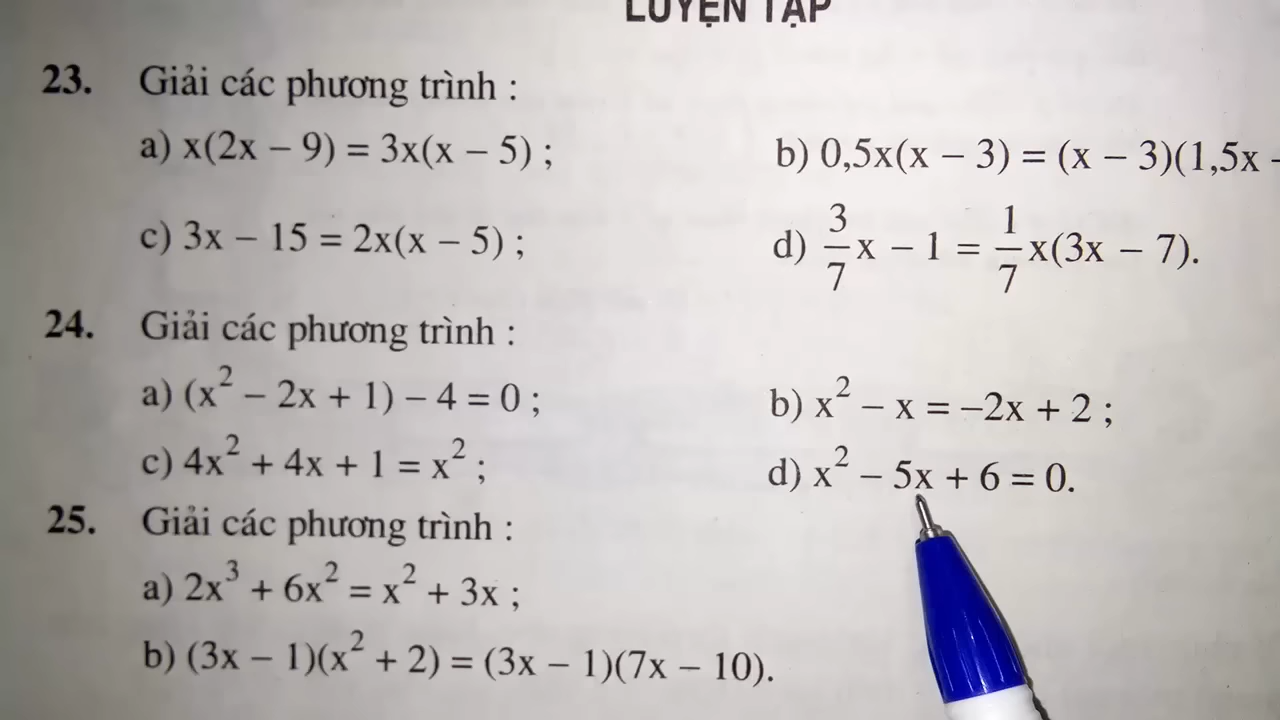 LUYỆN TẬP
23. Giải các phương trình :
a) x(2x – 9) = 3x(x – 5) ; b) 0,5x(x – 3) = (x – 3)(1,5x –
c) 3x – 15 = 2x(x – 5) ; d) 3/7 x – 1 = 1/7 x(3x – 7).
24. Giải các phương trình :
a) (x² – 2x + 1) – 4 = 0 ; b) x² – x = –2x + 2 ;
c) 4x² + 4x + 1 = x² ; d) x² – 5x + 6 = 0.
25. Giải các phương trình :
a) 2x³ + 6x² = x² + 3x ;
b) (3x – 1)(x² + 2) = (3x – 1)(7x – 10).